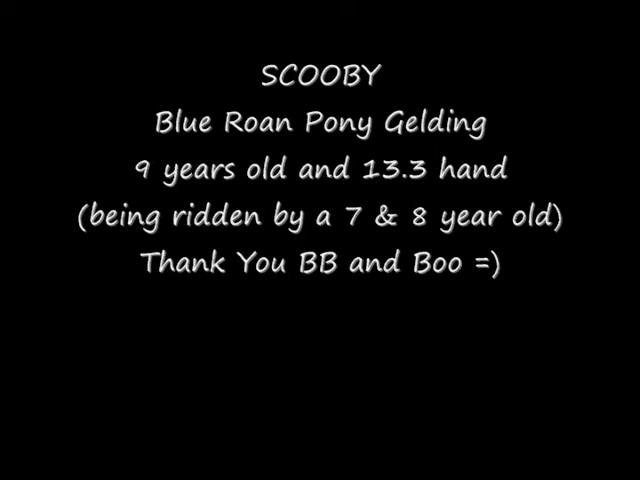 SCOOBY
Blue Roan Pony Gelding
9 years old and 13.3 hand
(being ridden by a 7 & 8 year old)
Thank You BB and Boo =)